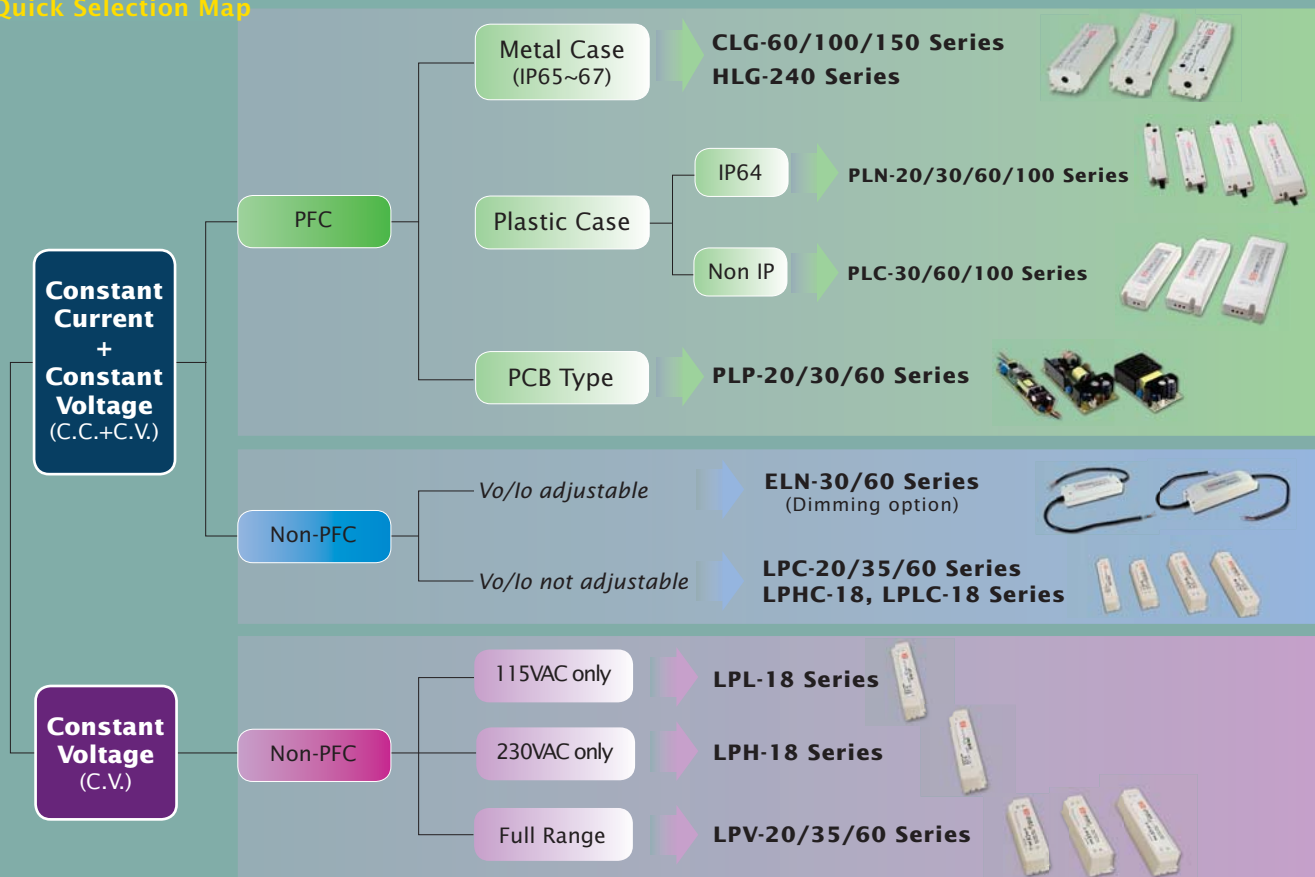 Quick Selection Map
Constant
Current
+
Constant
Voltage
(C.C.+C.V.)
PFC
Metal Case
(IP65~67)
CLG-60/100/150 Series
HLG-240 Series
Plastic Case
IP64
PLN-20/30/60/100 Series
Non IP
PLC-30/60/100 Series
PCB Type
PLP-20/30/60 Series
Non-PFC
Vo/Io adjustable
ELN-30/60 Series
(Dimming option)
Vo/Io not adjustable
LPC-20/35/60 Series
LPHC-18, LPLC-18 Series
Constant
Voltage
(C.V.)
Non-PFC
115VAC only
LPL-18 Series
230VAC only
LPH-18 Series
Full Range
LPV-20/35/60 Series